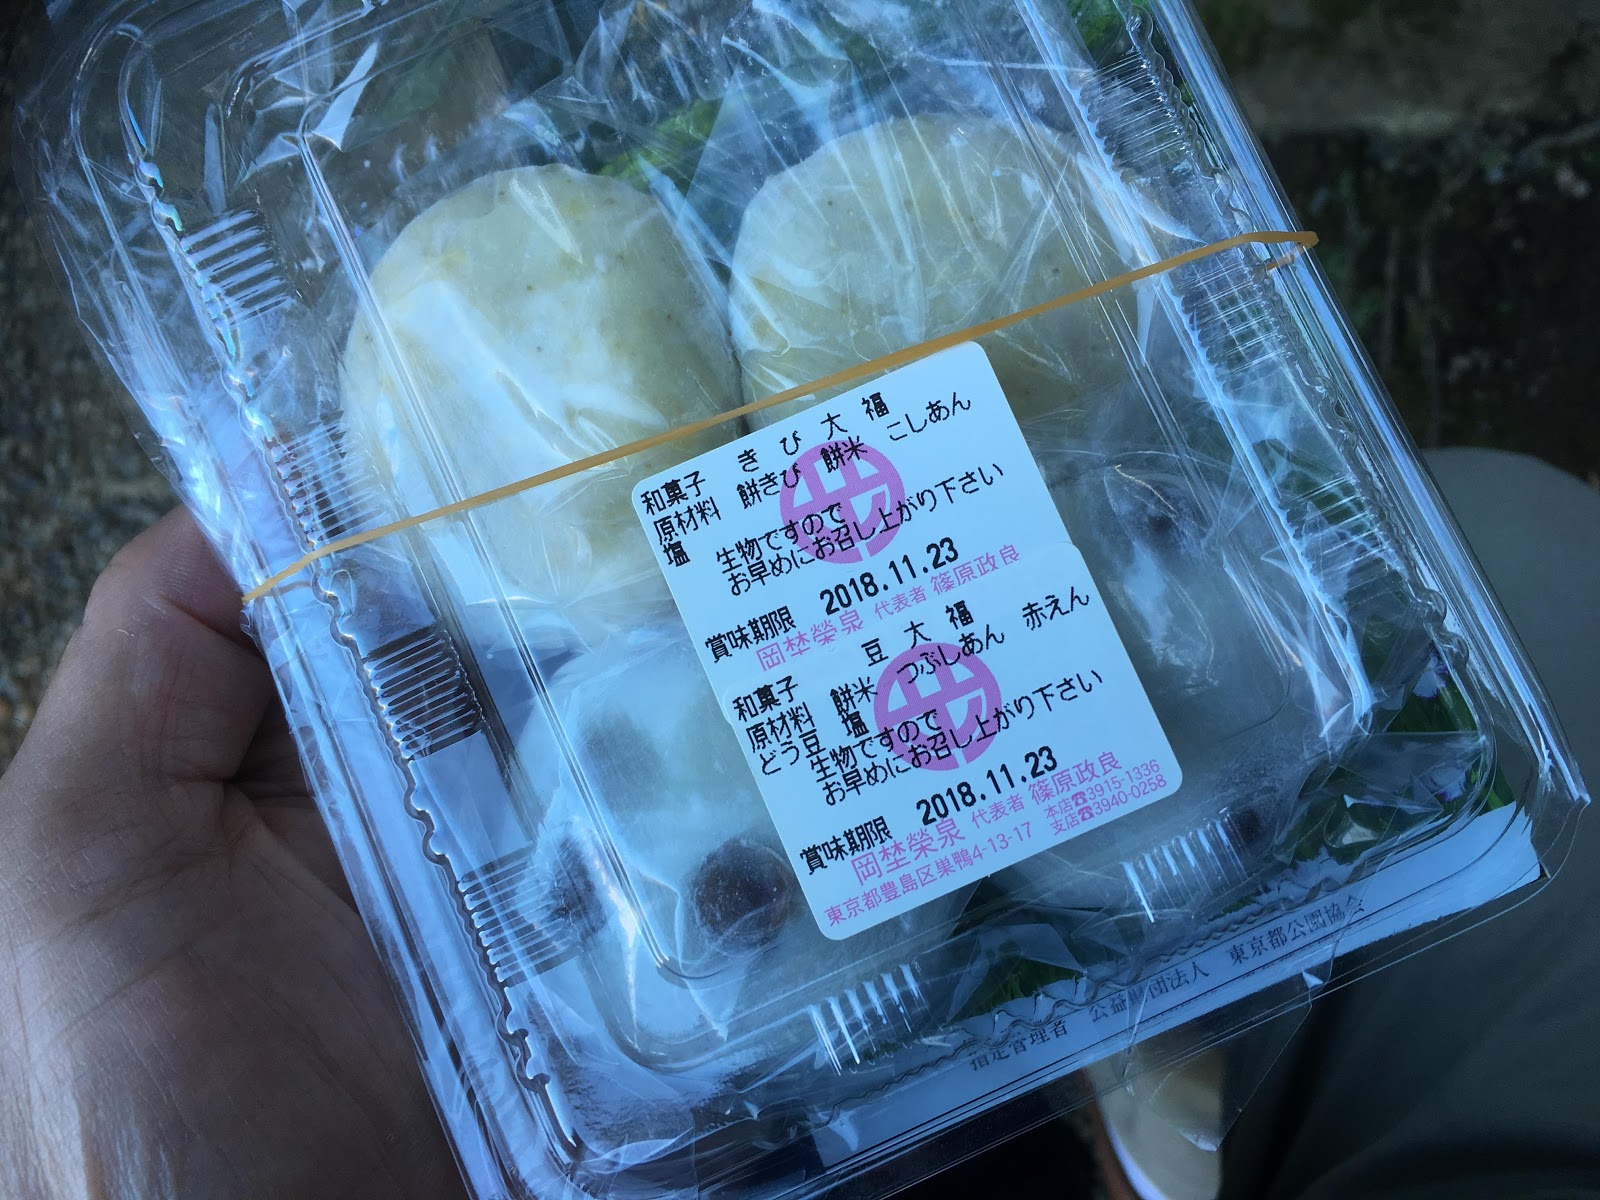 き び 大 福
和菓子
原材料 餅きび 餅米 こしあん
塩
生物ですので
お早めにお召し上がり下さい
賞味期限 2018.11.23
岡埜榮泉 代表者 篠原政良
豆 大 福
和菓子
原材料 餅米 つぶしあん 赤えん
どう豆 塩
生物ですので
お早めにお召し上がり下さい
賞味期限 2018.11.23
岡埜榮泉 代表者 篠原政良
東京都豊島区巣鴨4-13-17
本店☎3915-1336
支店☎3940-0258
指定管理者 公益財団法人 東京都公園協会